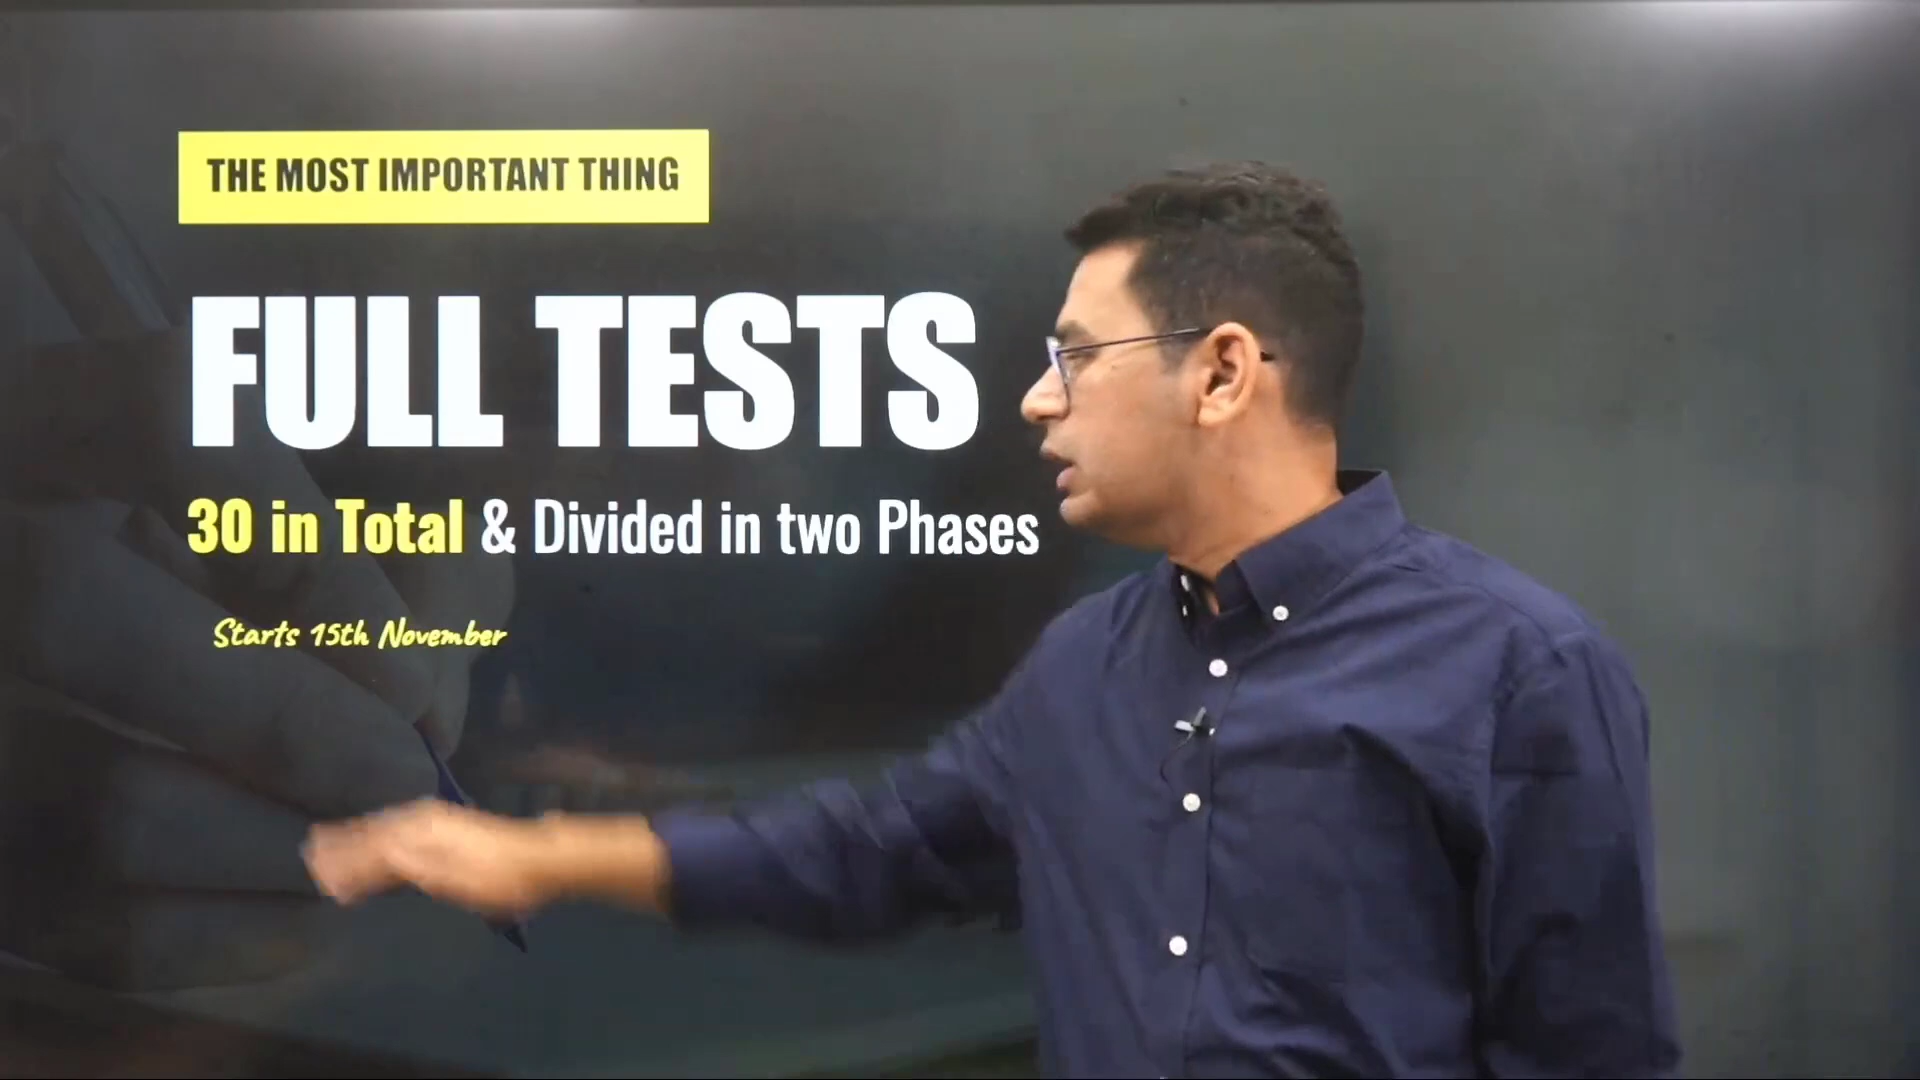 THE MOST IMPORTANT THING
FULL TESTS
30 in Total & Divided in two Phases
Starts 15th November